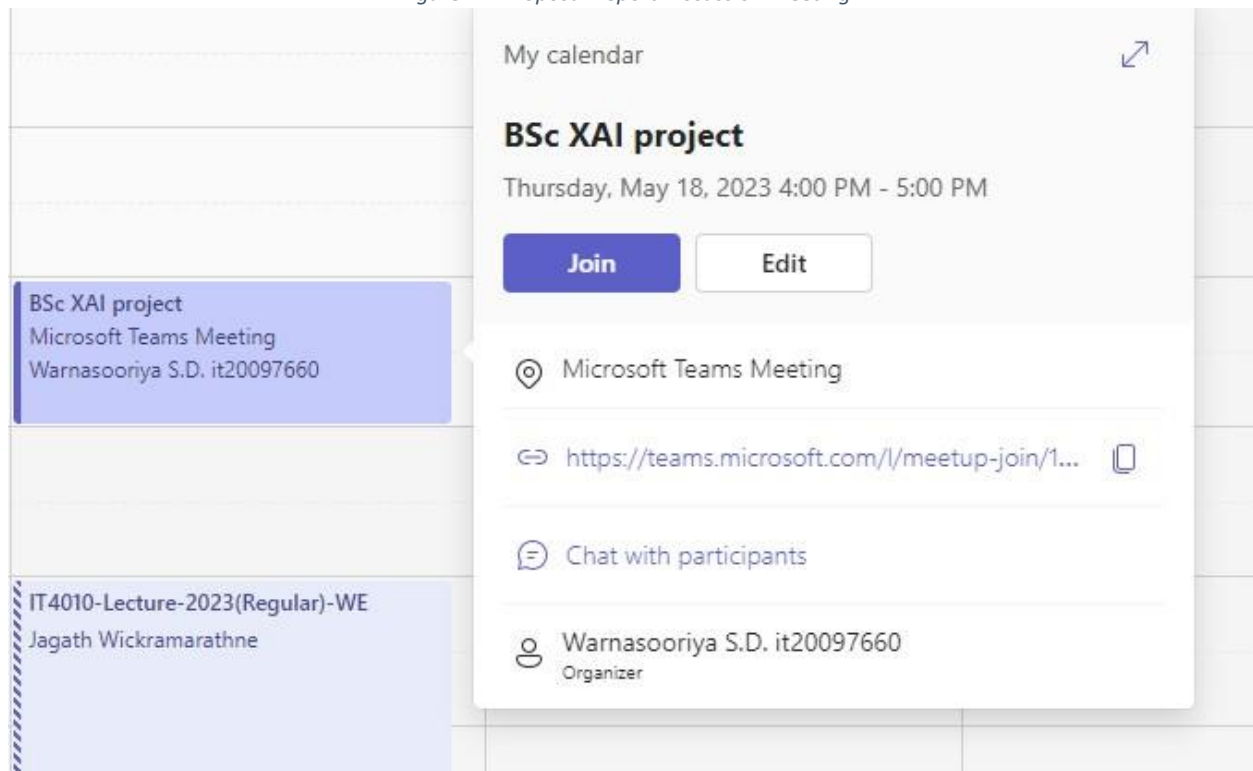 My calendar
BSc XAI project
Thursday, May 18, 2023 4:00 PM - 5:00 PM
Join
Edit
BSc XAI project
Microsoft Teams Meeting
Warnasooriya S.D. it20097660
Microsoft Teams Meeting
https://teams.microsoft.com/l/meetup-join/1...
Chat with participants
IT4010-Lecture-2023(Regular)-WE
Jagath Wickramarathne
Warnasooriya S.D. it20097660
Organizer